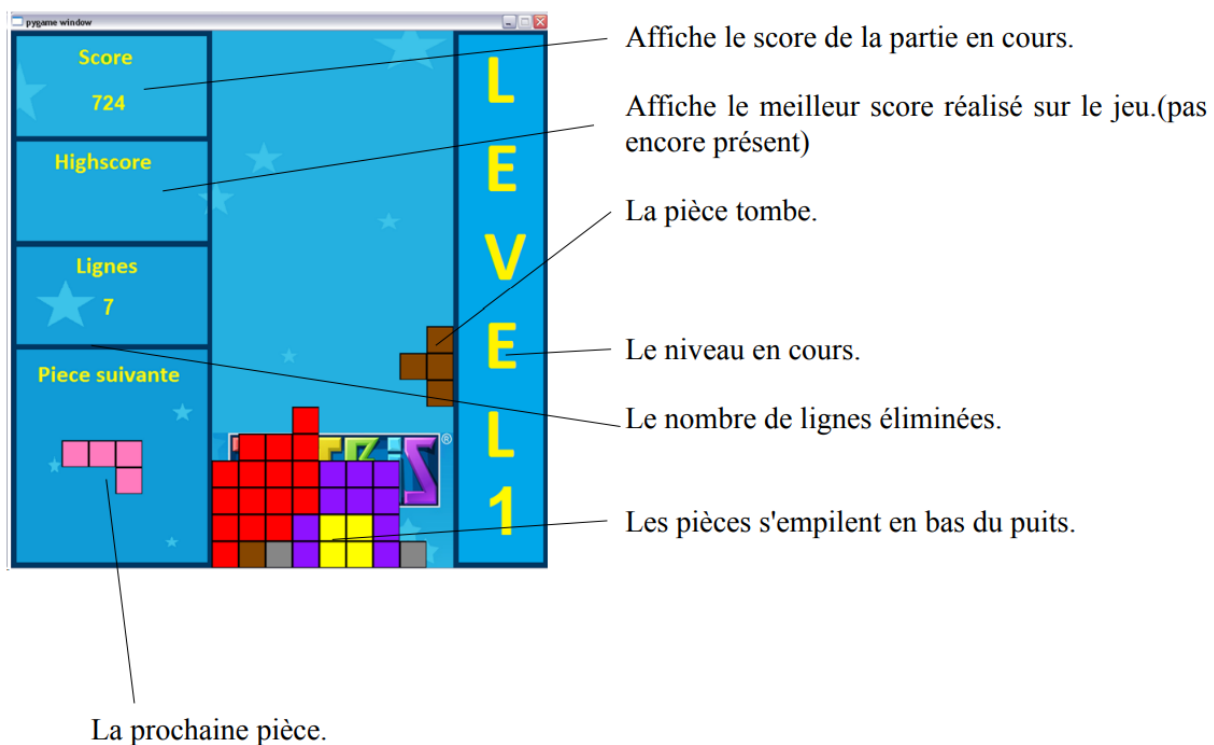 pygame window
Score
724
Highscore
Lignes
7
Piece suivante
L
E
V
E
L
1
Affiche le score de la partie en cours.
Affiche le meilleur score réalisé sur le jeu.(pas
encore présent)
La pièce tombe.
Le niveau en cours.
Le nombre de lignes éliminées.
Les pièces s'empilent en bas du puits.
La prochaine pièce.